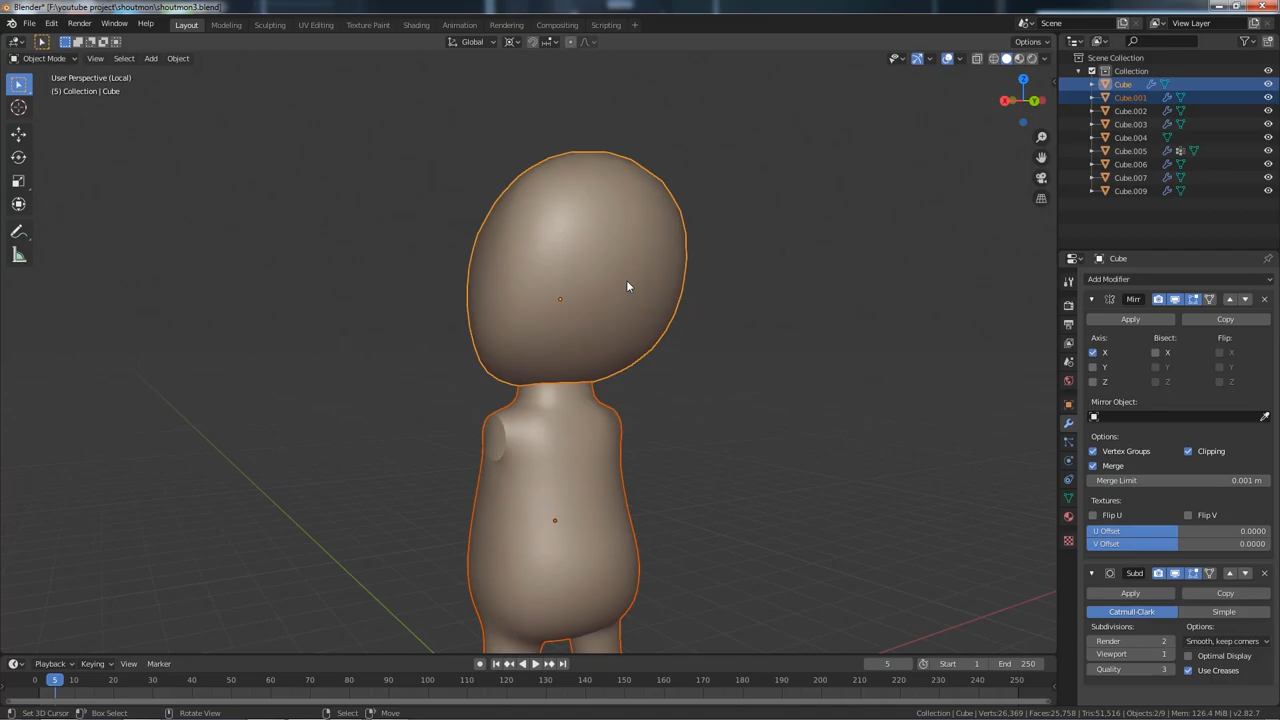 Blender* [F:\youtube project\shoutmon\shoutmon3.blend]
File Edit Render Window Help Layout Modeling Sculpting UV Editing Texture Paint Shading Animation Rendering Compositing Scripting Scene View Layer
Global Options
Object Mode View Select Add Object
User Perspective (Local)
(5) Collection | Cube
X Y Z
Scene Collection
Collection
Cube
Cube.001
Cube.002
Cube.003
Cube.004
Cube.005
Cube.006
Cube.007
Cube.009
Cube
Add Modifier
Mirr
Apply Copy
Axis: Bisect: Flip:
X X X
Y Y Y
Z Z Z
Mirror Object:
Options:
Vertex Groups Clipping
Merge
Merge Limit 0.001 m
Textures:
Flip U Flip V
U Offset 0.0000
V Offset 0.0000
Subd
Apply Copy
Catmull-Clark Simple
Subdivisions: Options:
Render 2 Smooth, keep corners
Viewport 1 Optimal Display
Quality 3 Use Creases
Playback Keying View Marker 5 Start 1 End 250
0 5 10 20 30 40 50 60 70 80 90 100 110 120 130 140 150 160 170 180 190 200 210 220 230 240 250
Set 3D Cursor Box Select Rotate View Select Move Collection | Cube | Verts:26,369 | Faces:25,758 | Tris:51,516 | Objects:2/9 | Mem: 126.4 MiB | v2.82.7